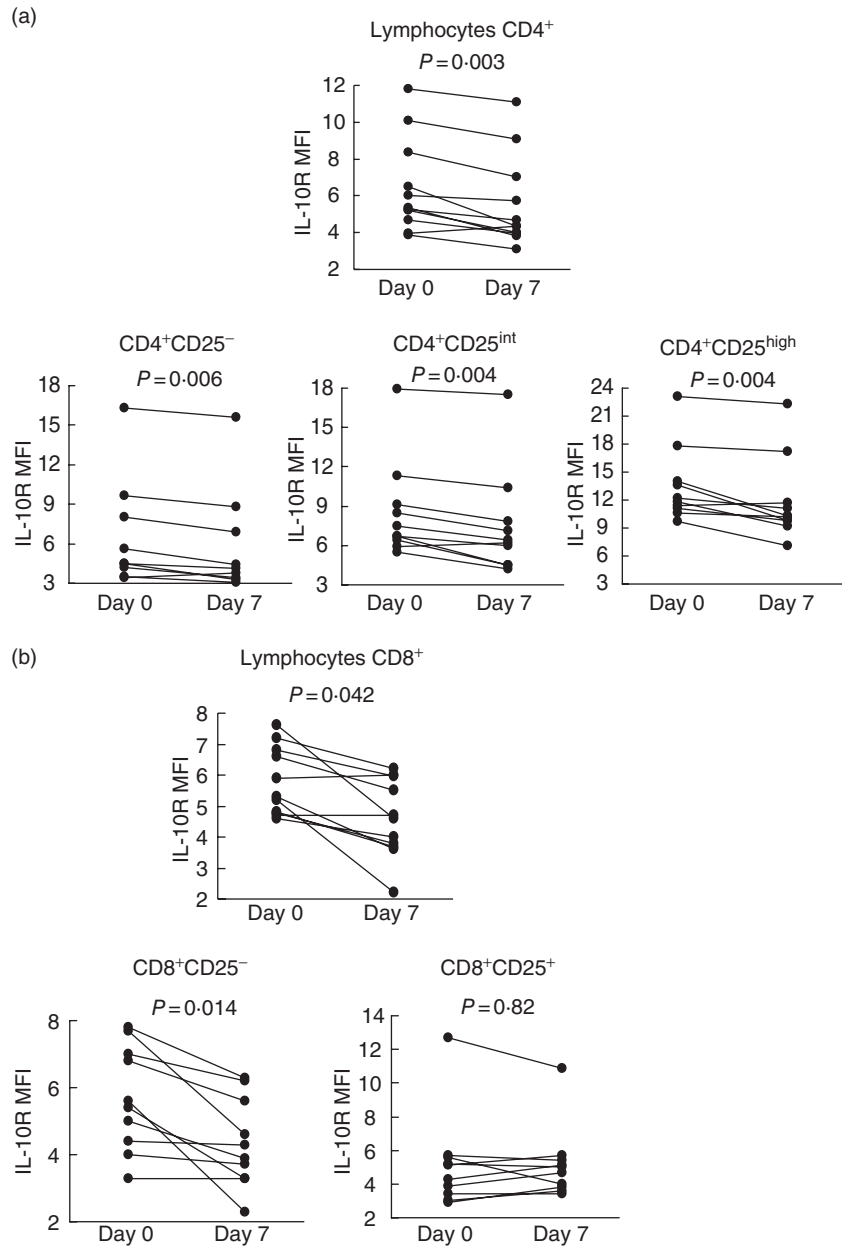 (a)
Lymphocytes CD4⁺
P = 0·003
IL-10R MFI
12
10
8
6
4
2
Day 0 Day 7
CD4⁺CD25⁻
P = 0·006
IL-10R MFI
18
15
12
9
6
3
Day 0 Day 7
CD4⁺CD25ⁱⁿᵗ
P = 0·004
IL-10R MFI
18
15
12
9
6
3
Day 0 Day 7
CD4⁺CD25ʰⁱᵍʰ
P = 0·004
IL-10R MFI
24
21
18
15
12
9
6
3
Day 0 Day 7
(b)
Lymphocytes CD8⁺
P = 0·042
IL-10R MFI
8
7
6
5
4
3
2
Day 0 Day 7
CD8⁺CD25⁻
P = 0·014
IL-10R MFI
8
6
4
2
Day 0 Day 7
CD8⁺CD25⁺
P = 0·82
IL-10R MFI
14
12
10
8
6
4
2
Day 0 Day 7